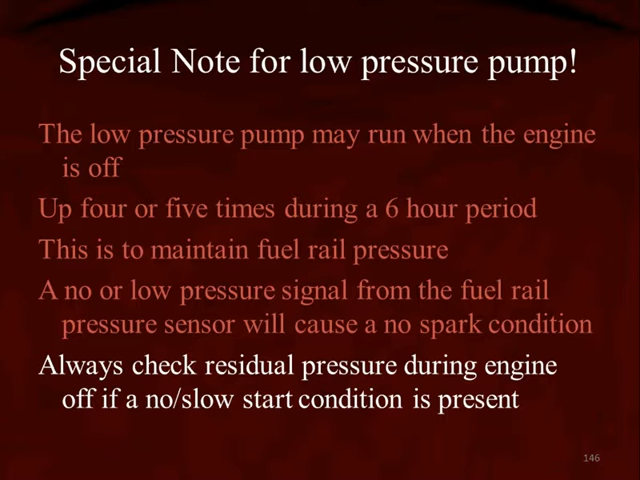 Special Note for low pressure pump!
The low pressure pump may run when the engine
is off
Up four or five times during a 6 hour period
This is to maintain fuel rail pressure
A no or low pressure signal from the fuel rail
pressure sensor will cause a no spark condition
Always check residual pressure during engine
off if a no/slow start condition is present
146